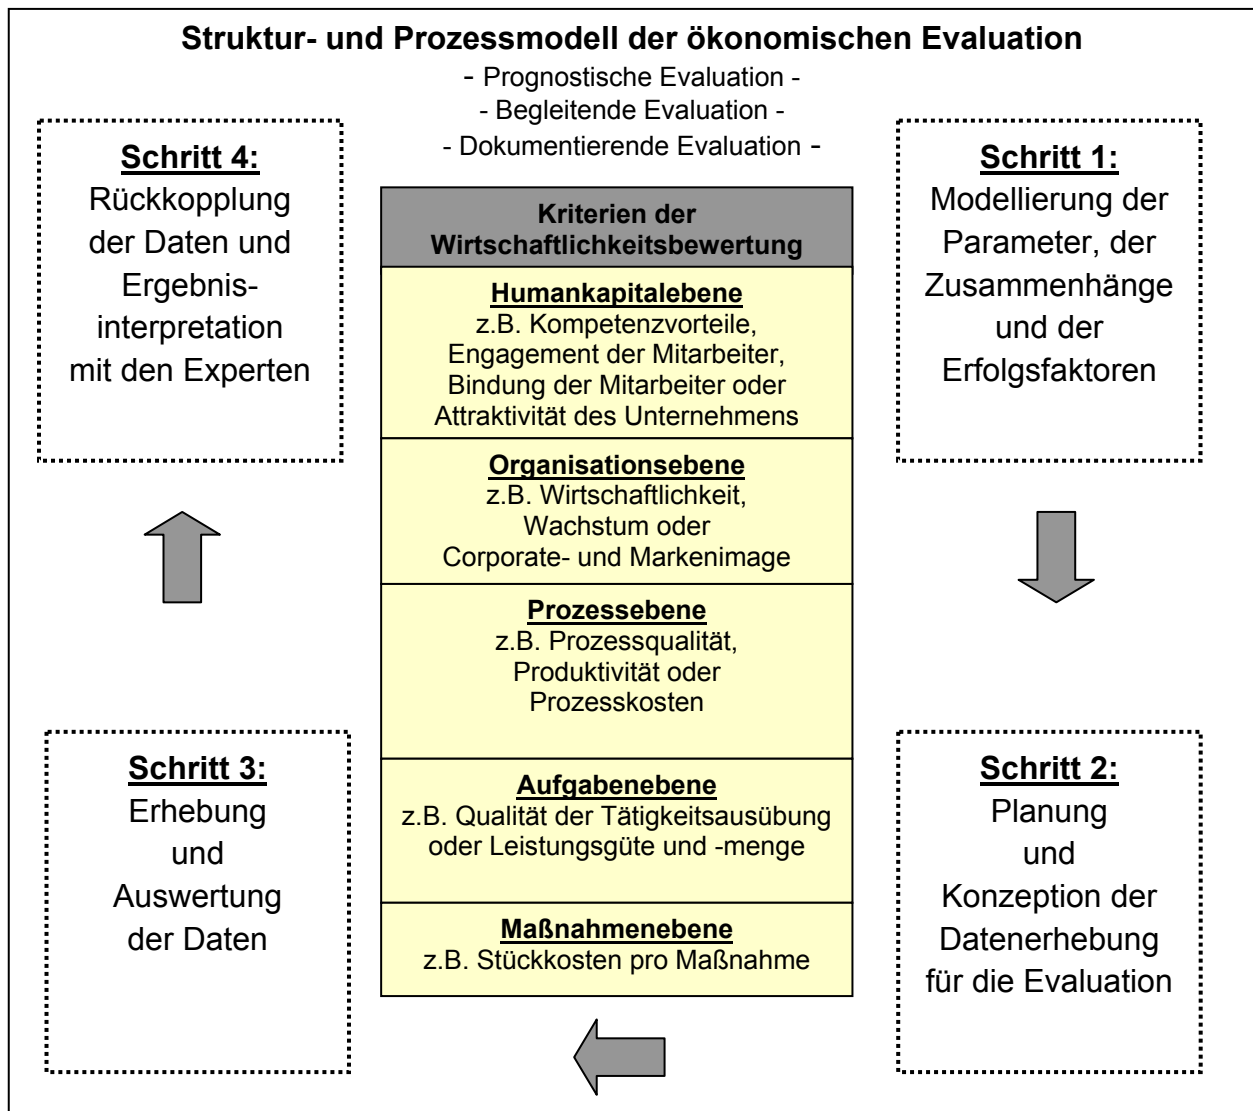 Struktur- und Prozessmodell der ökonomischen Evaluation
- Prognostische Evaluation -
- Begleitende Evaluation -
- Dokumentierende Evaluation -
Schritt 4:
Rückkopplung
der Daten und
Ergebnis-
interpretation
mit den Experten
Kriterien der
Wirtschaftlichkeitsbewertung
Humankapitalebene
z.B. Kompetenzvorteile,
Engagement der Mitarbeiter,
Bindung der Mitarbeiter oder
Attraktivität des Unternehmens
Organisationsebene
z.B. Wirtschaftlichkeit,
Wachstum oder
Corporate- und Markenimage
Prozessebene
z.B. Prozessqualität,
Produktivität oder
Prozesskosten
Aufgabenebene
z.B. Qualität der Tätigkeitsausübung
oder Leistungsgüte und -menge
Maßnahmenebene
z.B. Stückkosten pro Maßnahme
Schritt 1:
Modellierung der
Parameter, der
Zusammenhänge
und der
Erfolgsfaktoren
Schritt 3:
Erhebung
und
Auswertung
der Daten
Schritt 2:
Planung
und
Konzeption der
Datenerhebung
für die Evaluation